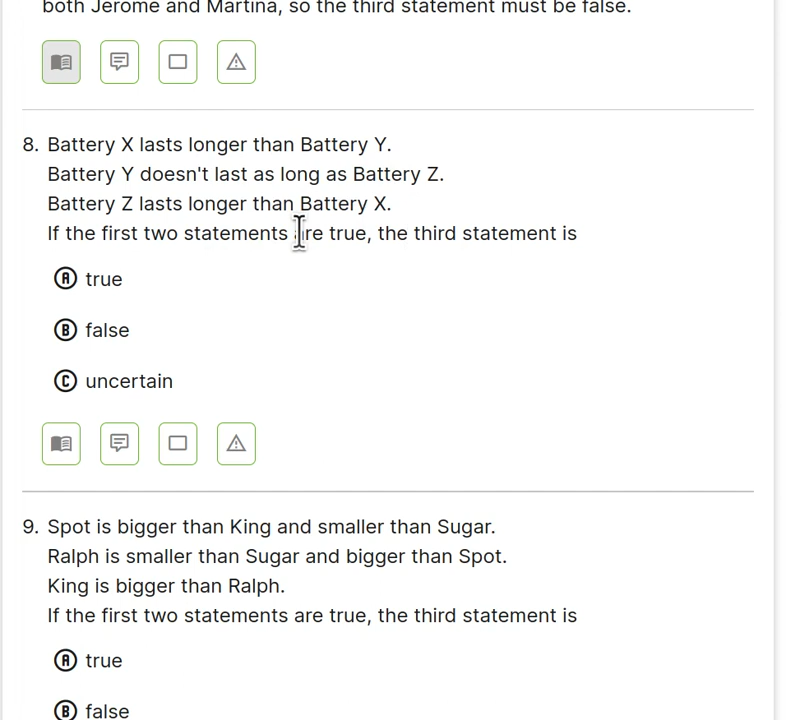 both Jerome and Martina, so the third statement must be false.
8. Battery X lasts longer than Battery Y.
Battery Y doesn't last as long as Battery Z.
Battery Z lasts longer than Battery X.
If the first two statements are true, the third statement is
A true
B false
C uncertain
9. Spot is bigger than King and smaller than Sugar.
Ralph is smaller than Sugar and bigger than Spot.
King is bigger than Ralph.
If the first two statements are true, the third statement is
A true
B false